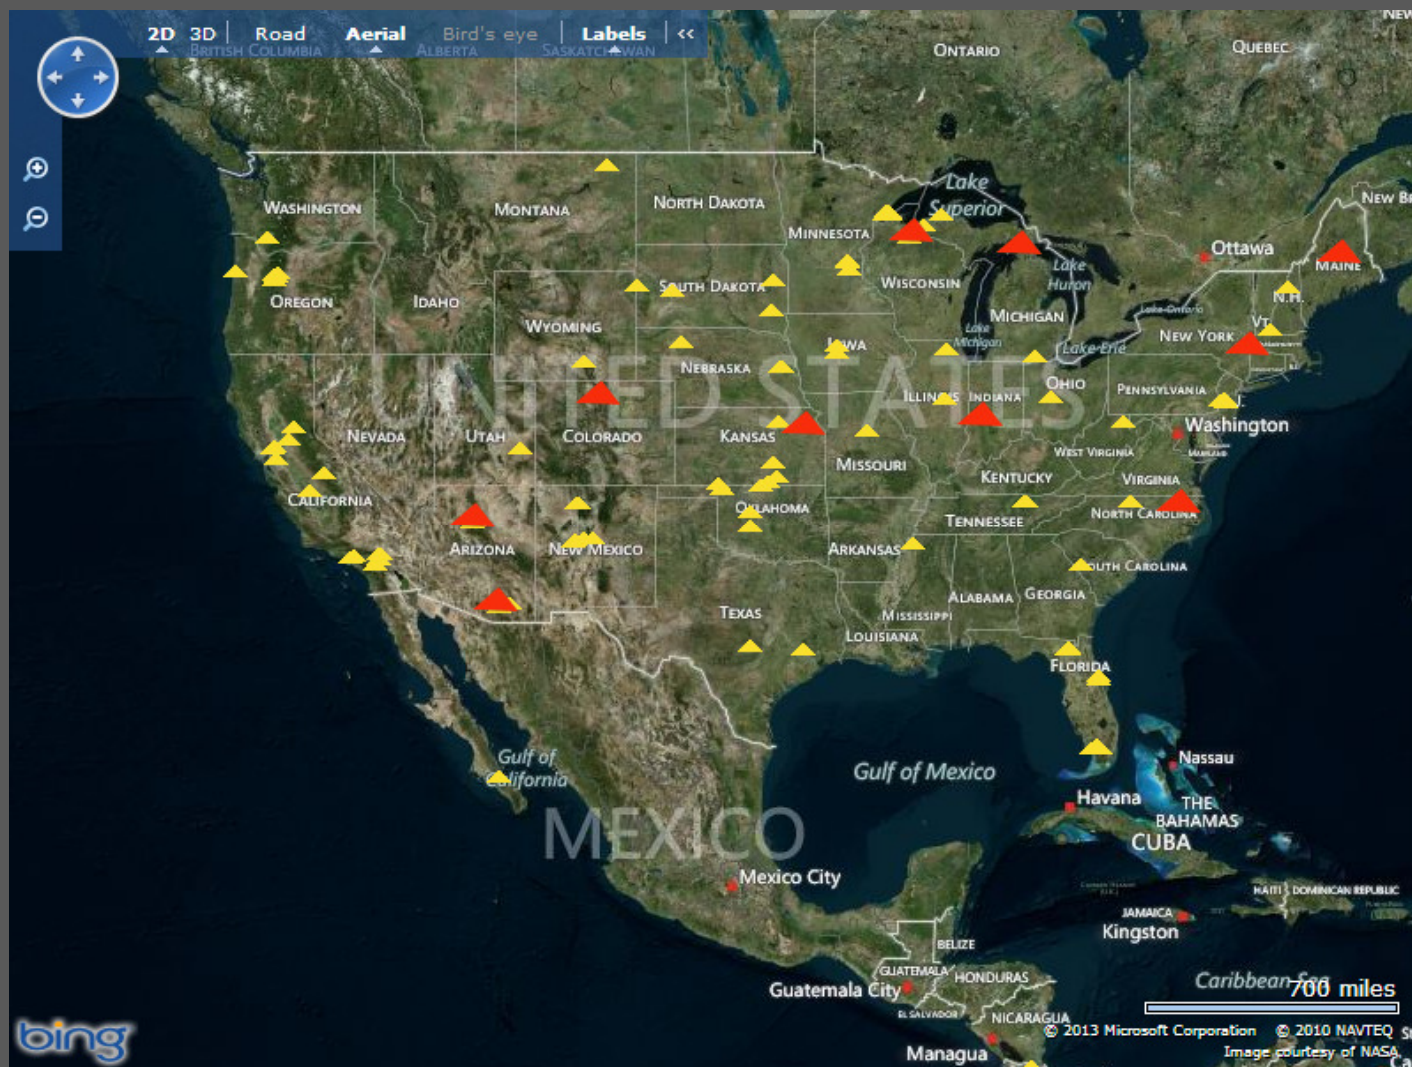 2D 3D Road Aerial Bird's eye Labels <<
BRITISH COLUMBIA ALBERTA SASKATCHEWAN ONTARIO QUEBEC
NEW B
WASHINGTON MONTANA NORTH DAKOTA MINNESOTA
Lake
Superior
Ottawa
MAINE
OREGON IDAHO WYOMING SOUTH DAKOTA WISCONSIN
Lake
Huron
MICHIGAN
Lake Ontario
N.H.
VT.
NEW YORK
Lake
Michigan
Lake Erie
IOWA
NEBRASKA
UNITED STATES
OHIO
PENNSYLVANIA
ILLINOIS INDIANA
NEVADA UTAH COLORADO KANSAS MISSOURI
Washington
WEST VIRGINIA
MARYLAND
KENTUCKY VIRGINIA
CALIFORNIA
OKLAHOMA
TENNESSEE
NORTH CAROLINA
ARIZONA NEW MEXICO ARKANSAS
SOUTH CAROLINA
ALABAMA GEORGIA
MISSISSIPPI
TEXAS
LOUISIANA
FLORIDA
Gulf of
California
Gulf of Mexico
Nassau
Havana
THE
BAHAMAS
CUBA
MEXICO
Mexico City
HAITI DOMINICAN REPUBLIC
JAMAICA
Kingston
BELIZE
GUATEMALA HONDURAS
Guatemala City
EL SALVADOR
NICARAGUA
Managua
Caribbean Sea
700 miles
bing
© 2013 Microsoft Corporation © 2010 NAVTEQ
Image courtesy of NASA